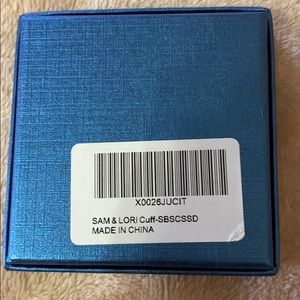 X0026JUCIT
SAM & LORI Cuff-SBSCSSD
MADE IN CHINA